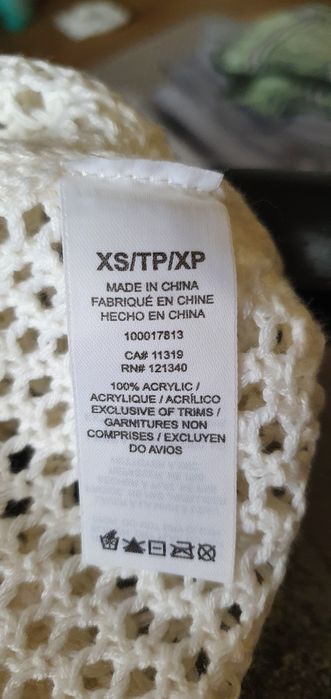 XS/TP/XP
MADE IN CHINA
FABRIQUÉ EN CHINE
HECHO EN CHINA
100017813
CA# 11319
RN# 121340
100% ACRYLIC /
ACRYLIQUE / ACRÍLICO
EXCLUSIVE OF TRIMS /
GARNITURES NON
COMPRISES / EXCLUYEN
DO AVIOS